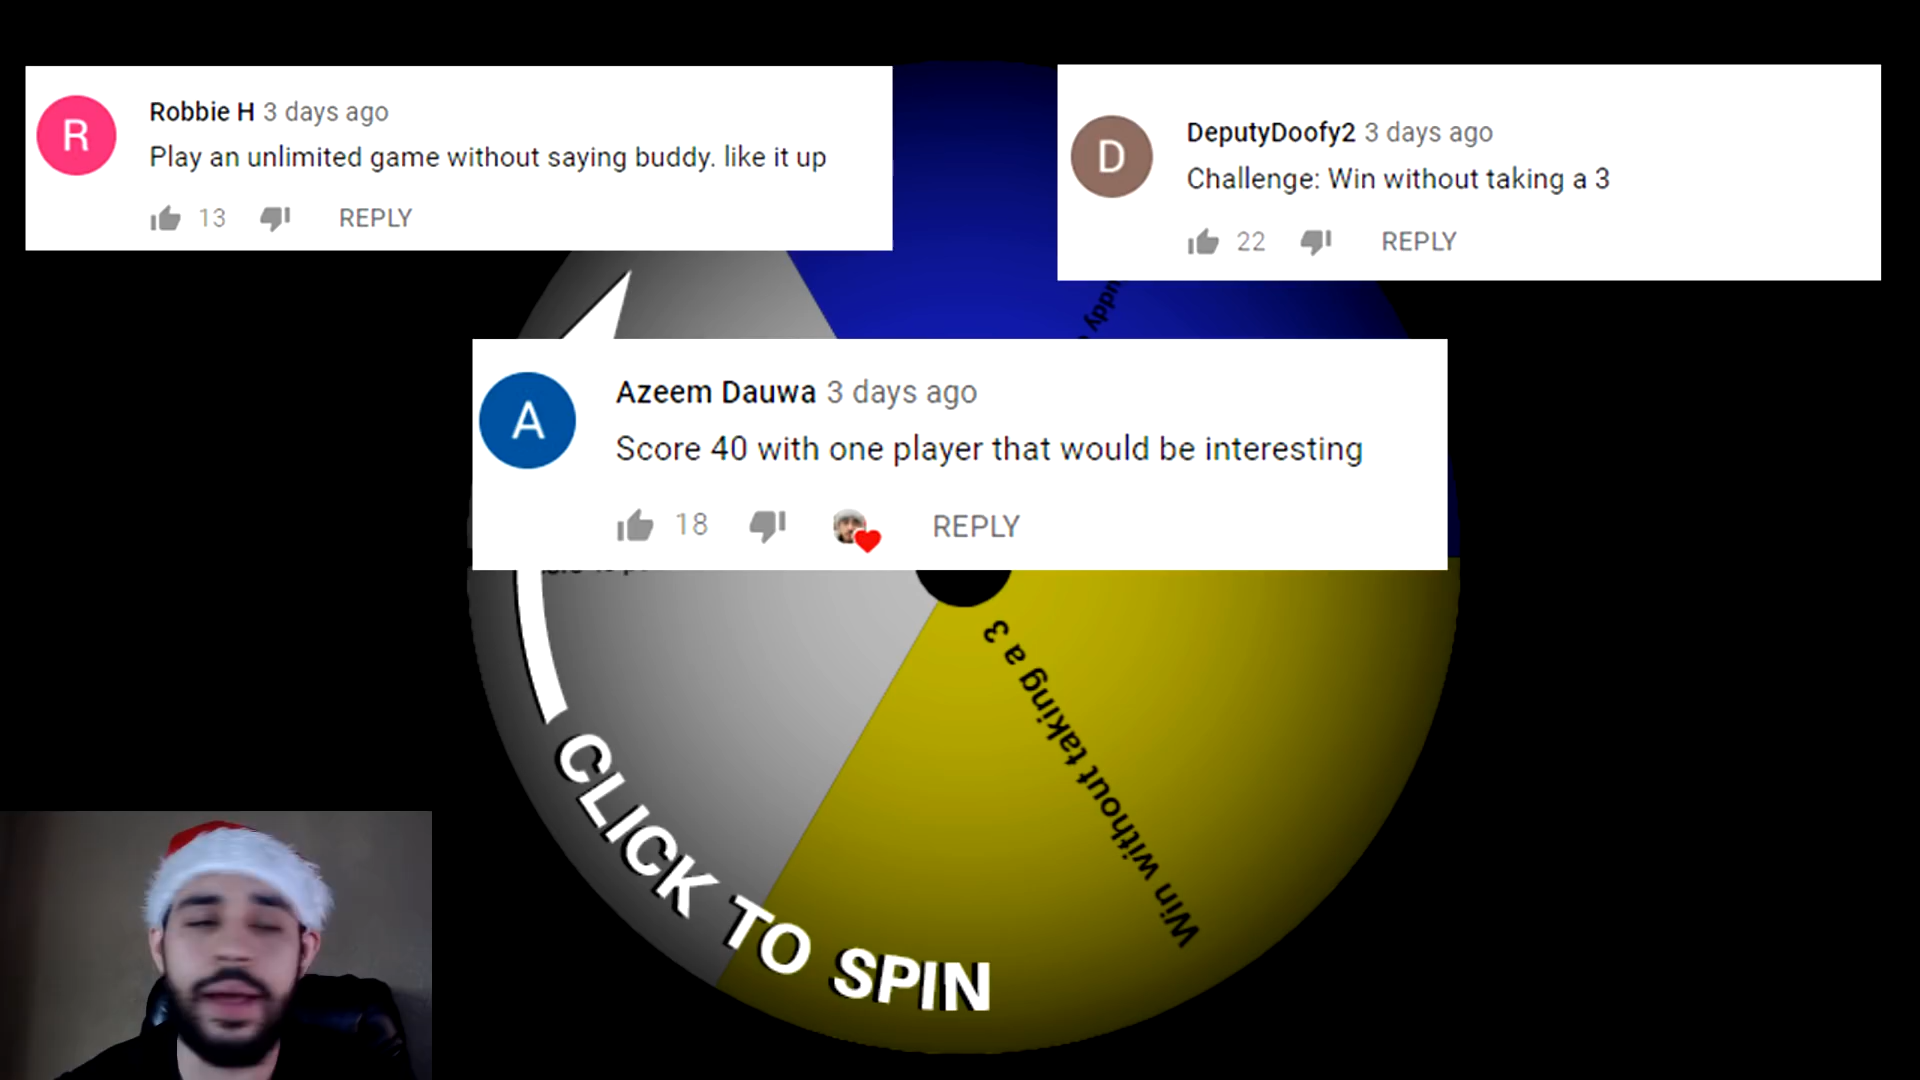 R
Robbie H 3 days ago
Play an unlimited game without saying buddy. like it up
13 REPLY
D
DeputyDoofy2 3 days ago
Challenge: Win without taking a 3
22 REPLY
A
Azeem Dauwa 3 days ago
Score 40 with one player that would be interesting
18 REPLY
Win without taking a 3
CLICK TO SPIN